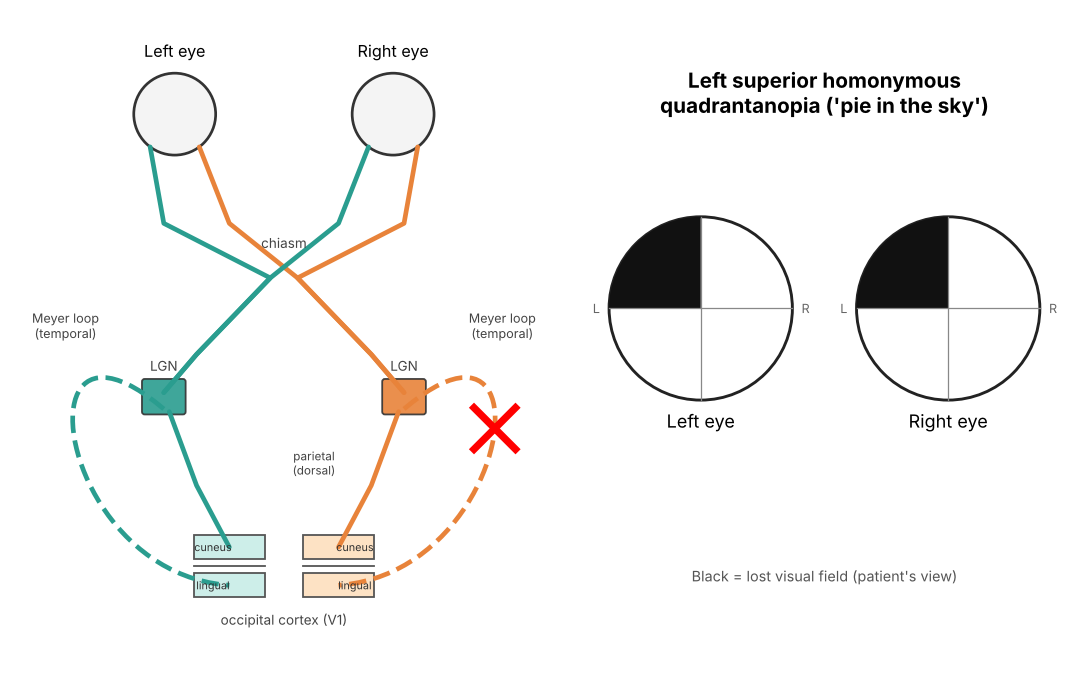 Left eye
Right eye
chiasm
Meyer loop
(temporal)
Meyer loop
(temporal)
LGN
LGN
parietal
(dorsal)
cuneus
cuneus
lingual
lingual
occipital cortex (V1)
Left superior homonymous
quadrantanopia ('pie in the sky')
L
R
L
R
Left eye
Right eye
Black = lost visual field (patient's view)